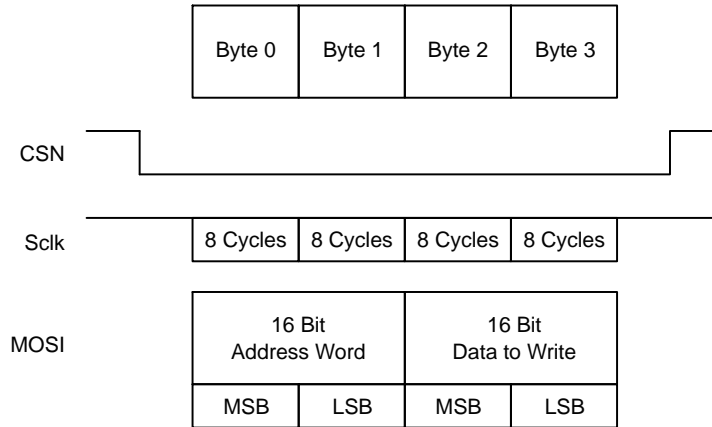 Byte 0 Byte 1 Byte 2 Byte 3
CSN
Sclk 8 Cycles 8 Cycles 8 Cycles 8 Cycles
MOSI
16 Bit
Address Word
16 Bit
Data to Write
MSB LSB MSB LSB